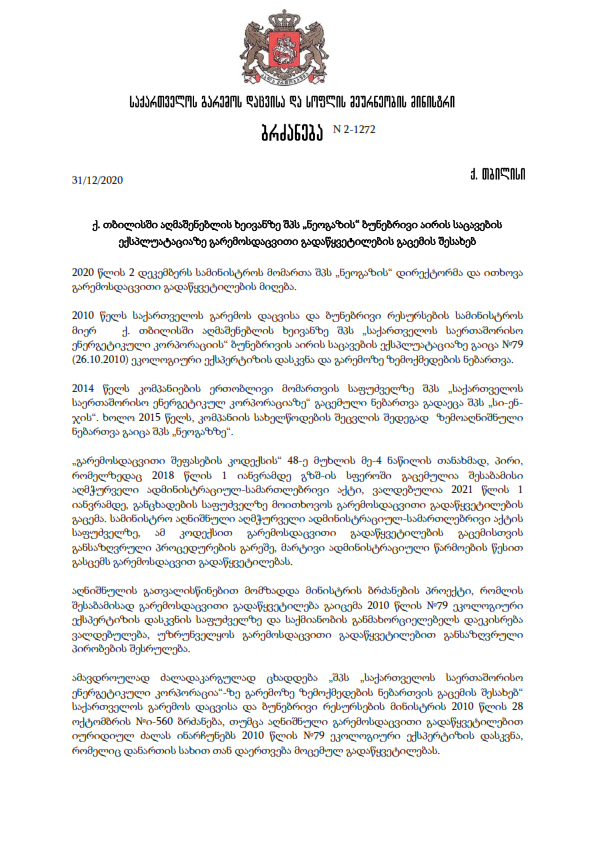 საქართველოს გარემოს დაცვისა და სოფლის მეურნეობის მინისტრი
ბრძანება N 2-1272
ქ. თბილისი
31/12/2020
ქ. თბილისში აღმაშენებლის ხეივანზე შპს „ნეოგაზის“ ბუნებრივი აირის საცავების
ექსპლუატაციაზე გარემოსდაცვითი გადაწყვეტილების გაცემის შესახებ
2020 წლის 2 დეკემბერს სამინისტროს მომართა შპს „ნეოგაზის“ დირექტორმა და ითხოვა
გარემოსდაცვითი გადაწყვეტილების მიღება.
2010 წელს საქართველოს გარემოს დაცვისა და ბუნებრივი რესურსების სამინისტროს
მიერ ქ. თბილისში აღმაშენებლის ხეივანზე შპს „საქართველოს საერთაშორისო
ენერგეტიკული კორპორაციის“ ბუნებრივის აირის საცავების ექსპლუატაციაზე გაიცა №79
(26.10.2010) ეკოლოგიური ექსპერტიზის დასკვნა და გარემოზე ზემოქმედების ნებართვა.
2014 წელს კომპანიების ერთობლივი მომართვის საფუძველზე შპს „საქართველოს
საერთაშორისო ენერგეტიკულ კორპორაციაზე“ გაცემული ნებართვა გადაეცა შპს „სი-ენ-
ჯის“. ხოლო 2015 წელს, კომპანიის სახელწოდების შეცვლის შედეგად ზემოაღნიშნული
ნებართვა გაიცა შპს „ნეოგაზზე“.
„გარემოსდაცვითი შეფასების კოდექსის“ 48-ე მუხლის მე-4 ნაწილის თანახმად, პირი,
რომელზედაც 2018 წლის 1 იანვრამდე გზშ-ის სფეროში გაცემულია შესაბამისი
აღმჭურველი ადმინისტრაციულ-სამართლებრივი აქტი, ვალდებულია 2021 წლის 1
იანვრამდე, განცხადების საფუძველზე მოითხოვოს გარემოსდაცვითი გადაწყვეტილების
გაცემა. სამინისტრო აღნიშნული აღმჭურველი ადმინისტრაციულ-სამართლებრივი აქტის
საფუძველზე, ამ კოდექსით გარემოსდაცვითი გადაწყვეტილების გაცემისთვის
განსაზღვრული პროცედურების გარეშე, მარტივი ადმინისტრაციული წარმოების წესით
გასცემს გარემოსდაცვით გადაწყვეტილებას.
აღნიშნულის გათვალისწინებით მომზადდა მინისტრის ბრძანების პროექტი, რომლის
შესაბამისად გარემოსდაცვითი გადაწყვეტილება გაიცემა 2010 წლის №79 ეკოლოგიური
ექსპერტიზის დასკვნის საფუძველზე და საქმიანობის განმახორციელებელს დაეკისრება
ვალდებულება, უზრუნველყოს გარემოსდაცვითი გადაწყვეტილებით განსაზღვრული
პირობების შესრულება.
ამავდროულად ძალადაკარგულად ცხადდება „შპს „საქართველოს საერთაშორისო
ენერგეტიკული კორპორაცია“-ზე გარემოზე ზემოქმედების ნებართვის გაცემის შესახებ“
საქართველოს გარემოს დაცვისა და ბუნებრივი რესურსების მინისტრის 2010 წლის 28
ოქტომბრის №ი-560 ბრძანება, თუმცა აღნიშნული გარემოსდაცვითი გადაწყვეტილებით
იურიდიულ ძალას ინარჩუნებს 2010 წლის №79 ეკოლოგიური ექსპერტიზის დასკვნა,
რომელიც დანართის სახით თან დაერთვება მოცემულ გადაწყვეტილებას.